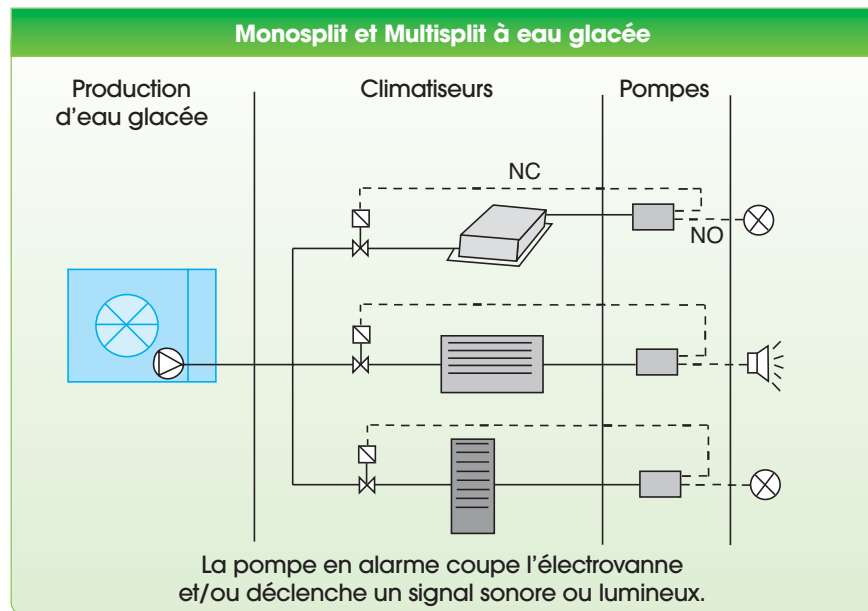 Monosplit et Multisplit à eau glacée
Production
d'eau glacée
Climatiseurs
Pompes
NC
NO
La pompe en alarme coupe l'électrovanne
et/ou déclenche un signal sonore ou lumineux.